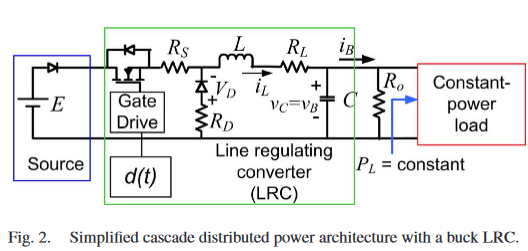 R_S
L
R_L
i_B
E
Gate
Drive
-
V_D
+
R_D
i_L
+
v_C=v_B
-
C
R_o
Constant-
power
load
Source
d(t)
Line regulating
converter
(LRC)
P_L = constant
Fig. 2. Simplified cascade distributed power architecture with a buck LRC.